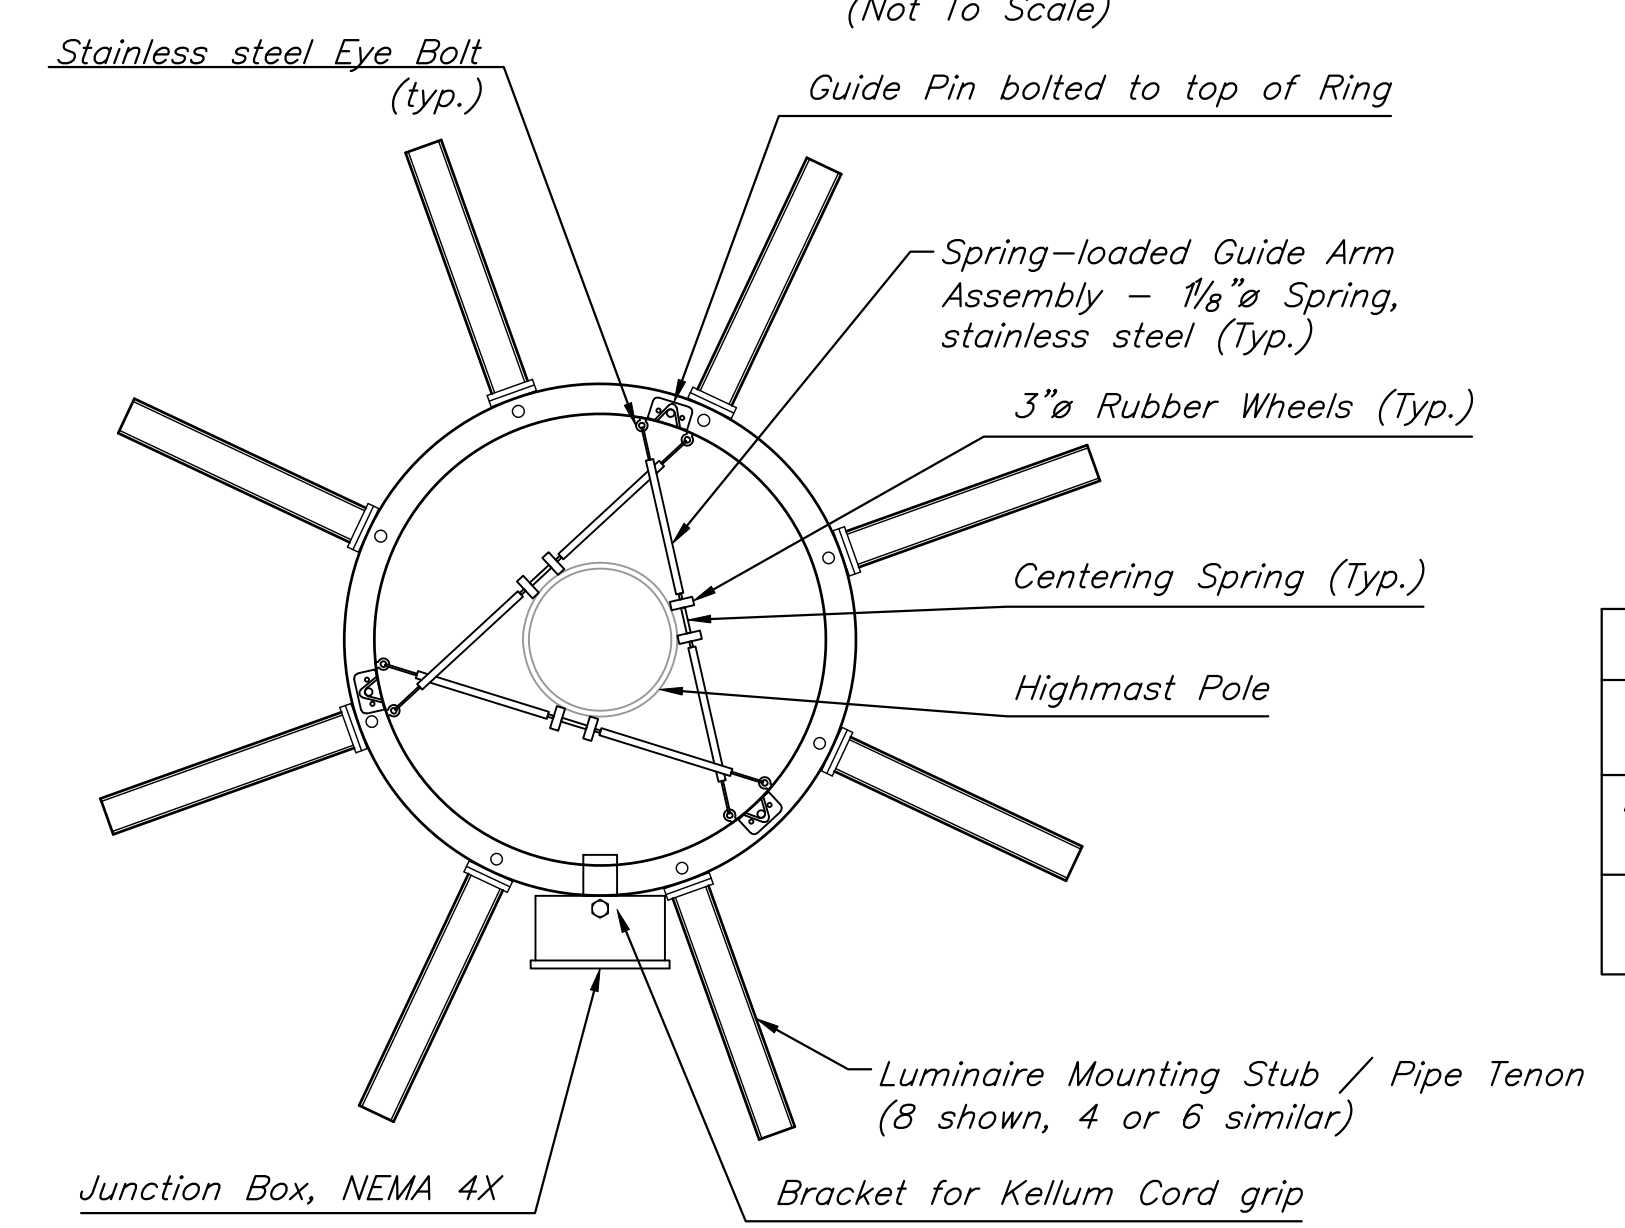 (Not To Scale)
Stainless steel Eye Bolt
(typ.)
Guide Pin bolted to top of Ring
Spring-loaded Guide Arm
Assembly - 1⅛"ø Spring,
stainless steel (Typ.)
3"ø Rubber Wheels (Typ.)
Centering Spring (Typ.)
Highmast Pole
Luminaire Mounting Stub / Pipe Tenon
(8 shown, 4 or 6 similar)
Junction Box, NEMA 4X
Bracket for Kellum Cord grip